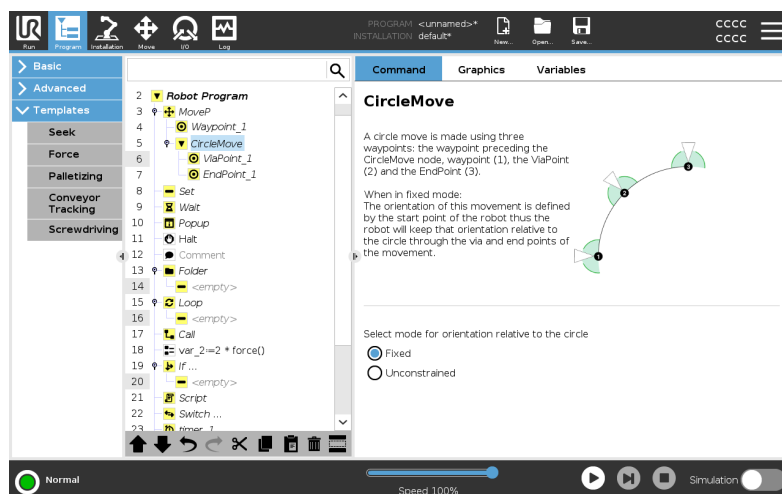 UR
Run
Program
Installation
Move
I/O
Log
PROGRAM <unnamed>*
INSTALLATION default*
New...
Open...
Save...
cccc
cccc
Basic
Advanced
Templates
Seek
Force
Palletizing
Conveyor
Tracking
Screwdriving
2 Robot Program
3 MoveP
4 Waypoint_1
5 CircleMove
6 ViaPoint_1
7 EndPoint_1
8 Set
9 Wait
10 Popup
11 Halt
12 Comment
13 Folder
14 <empty>
15 Loop
16 <empty>
17 Call
18 var_2:=2 * force()
19 If ...
20 <empty>
21 Script
22 Switch ...
23 timer_1
Command Graphics Variables
CircleMove
A circle move is made using three
waypoints: the waypoint preceding the
CircleMove node, waypoint (1), the ViaPoint
(2) and the EndPoint (3).
When in fixed mode:
The orientation of this movement is defined
by the start point of the robot thus the
robot will keep that orientation relative to
the circle through the via and end points of
the movement.
1
2
3
Select mode for orientation relative to the circle
Fixed
Unconstrained
Normal
Speed 100%
Simulation